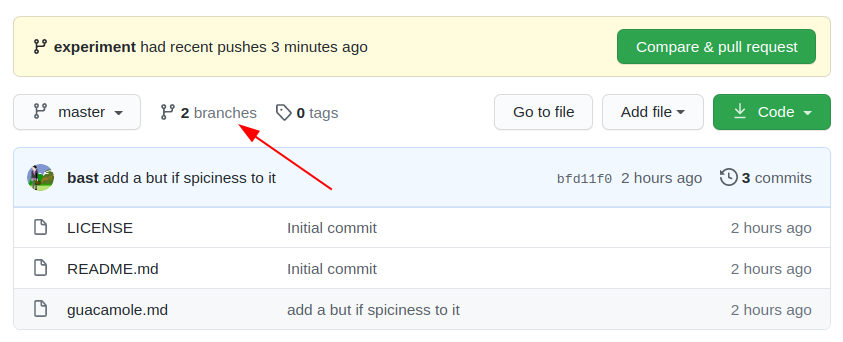 experiment had recent pushes 3 minutes ago Compare & pull request
master 2 branches 0 tags Go to file Add file Code
bast add a but if spiciness to it bfd11f0 2 hours ago 3 commits
LICENSE Initial commit 2 hours ago
README.md Initial commit 2 hours ago
guacamole.md add a but if spiciness to it 2 hours ago